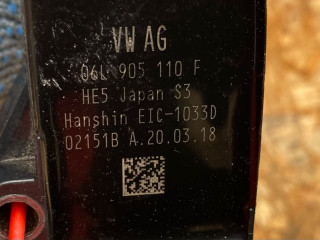 VW AG
06L 905 110 F
HE5 Japan S3
Hanshin EIC-1033D
02151B A.20.03.18